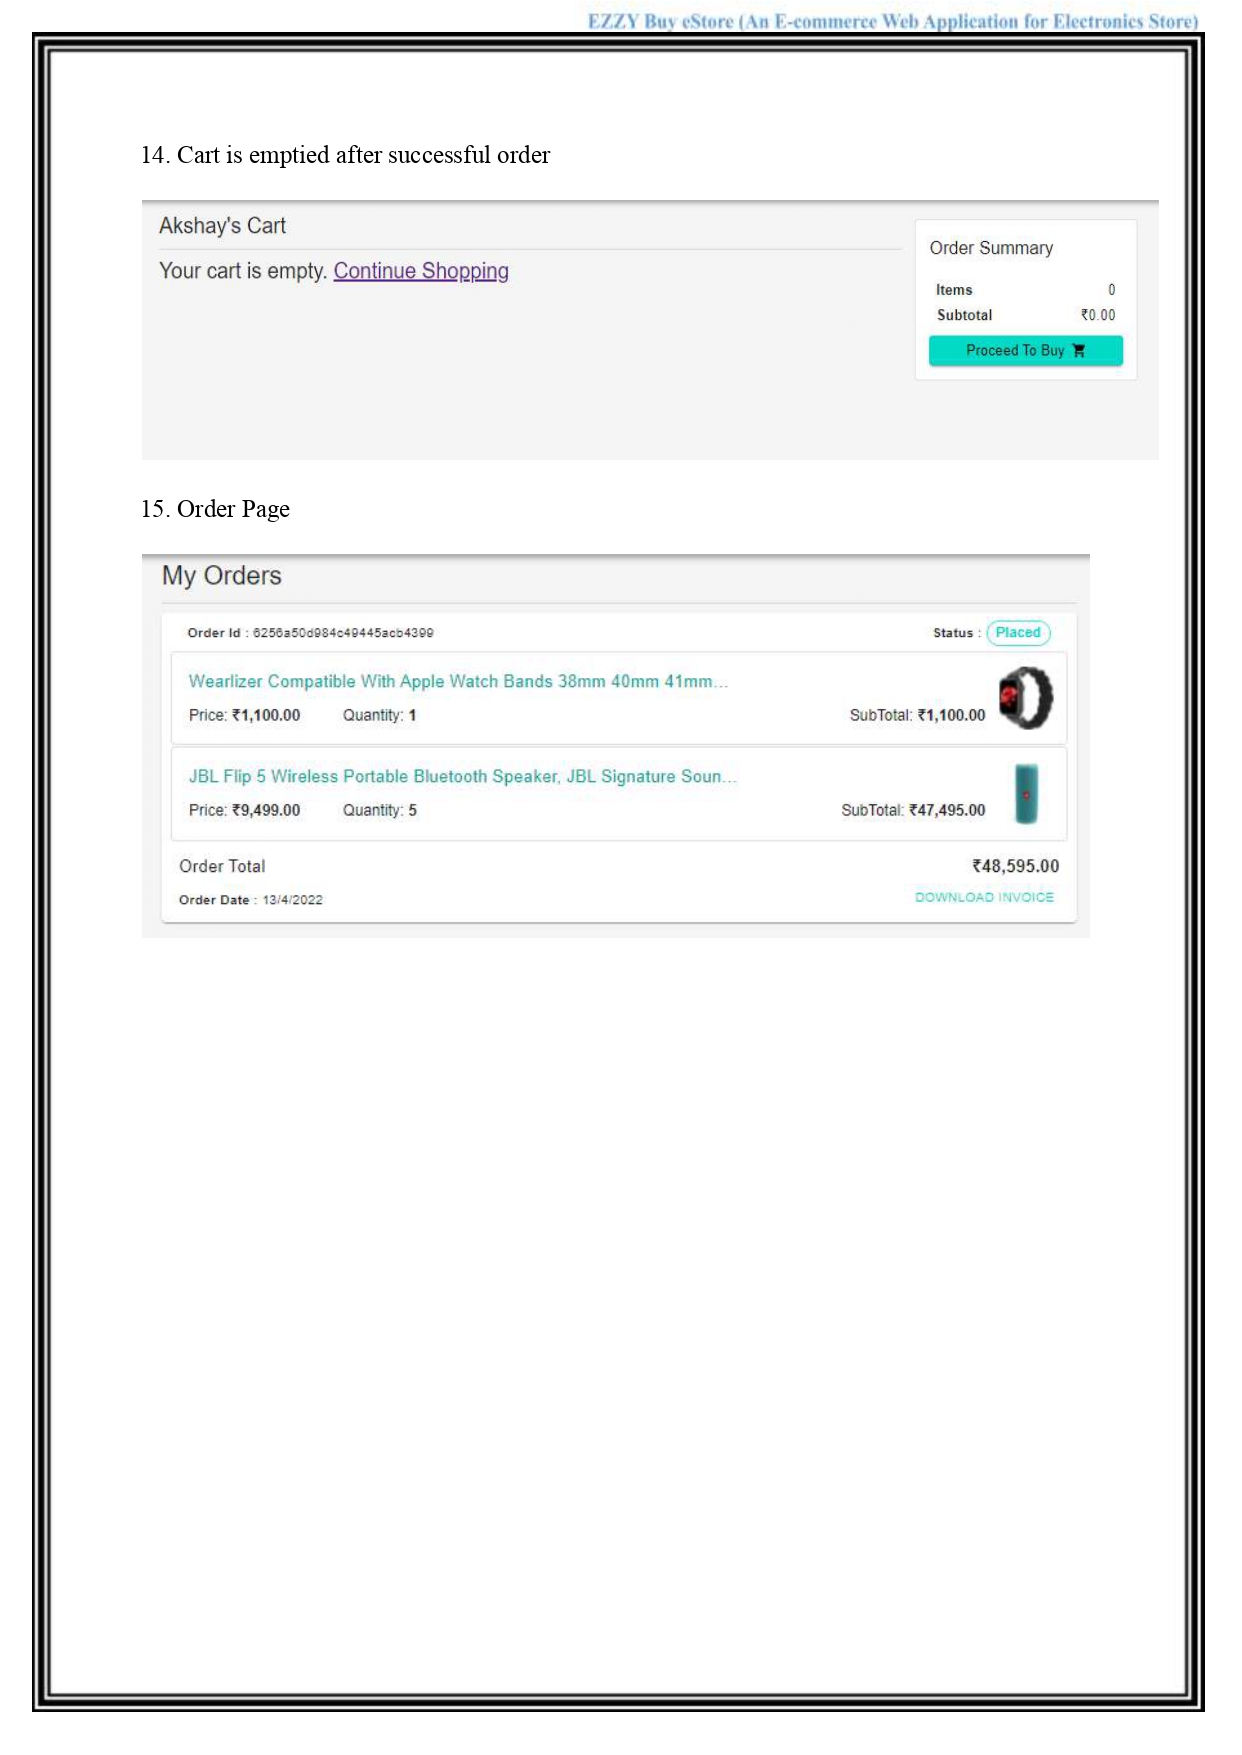 EZZY Buy eStore (An E-commerce Web Application for Electronics Store)
14. Cart is emptied after successful order
Akshay's Cart
Your cart is empty. Continue Shopping
Order Summary
Items 0
Subtotal ₹0.00
Proceed To Buy
15. Order Page
My Orders
Order Id : 6256a50d984c49445acb4399 Status : Placed
Wearlizer Compatible With Apple Watch Bands 38mm 40mm 41mm...
Price: ₹1,100.00 Quantity: 1 SubTotal: ₹1,100.00
JBL Flip 5 Wireless Portable Bluetooth Speaker, JBL Signature Soun...
Price: ₹9,499.00 Quantity: 5 SubTotal: ₹47,495.00
Order Total ₹48,595.00
Order Date : 13/4/2022 DOWNLOAD INVOICE